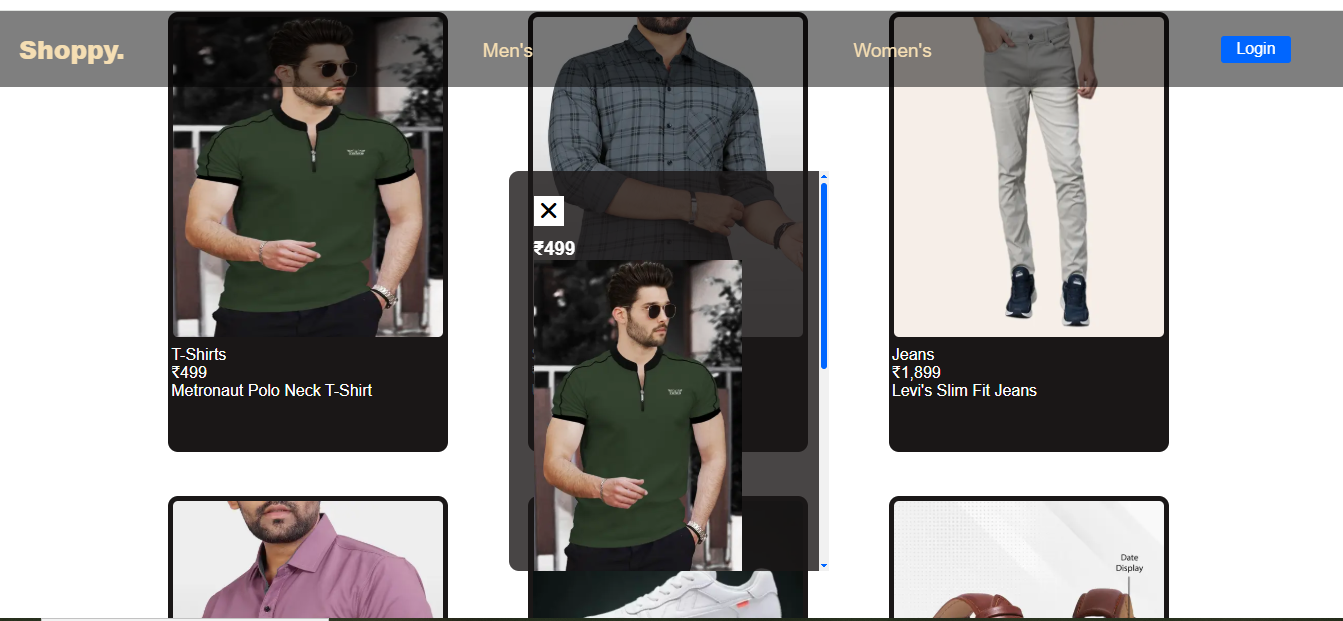 Shoppy.
Men's
Women's
Login
₹499
T-Shirts
₹499
Metronaut Polo Neck T-Shirt
Jeans
₹1,899
Levi's Slim Fit Jeans
Date
Display